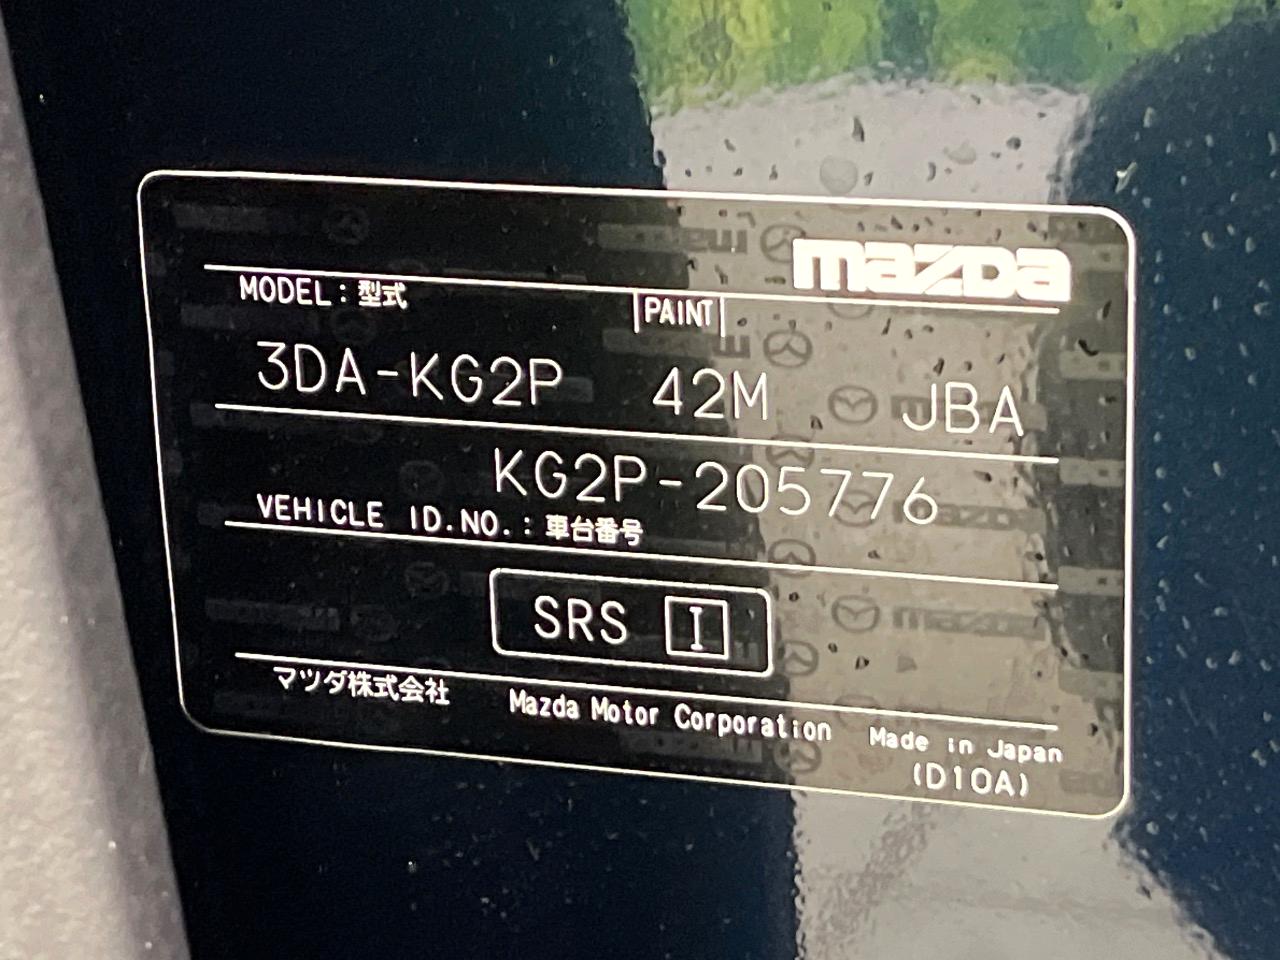 mazda
MODEL : 型式
PAINT
3DA-KG2P 42M JBA
KG2P-205776
VEHICLE ID.NO. : 車台番号
SRS I
マツダ株式会社 Mazda Motor Corporation Made in Japan
(D10A)